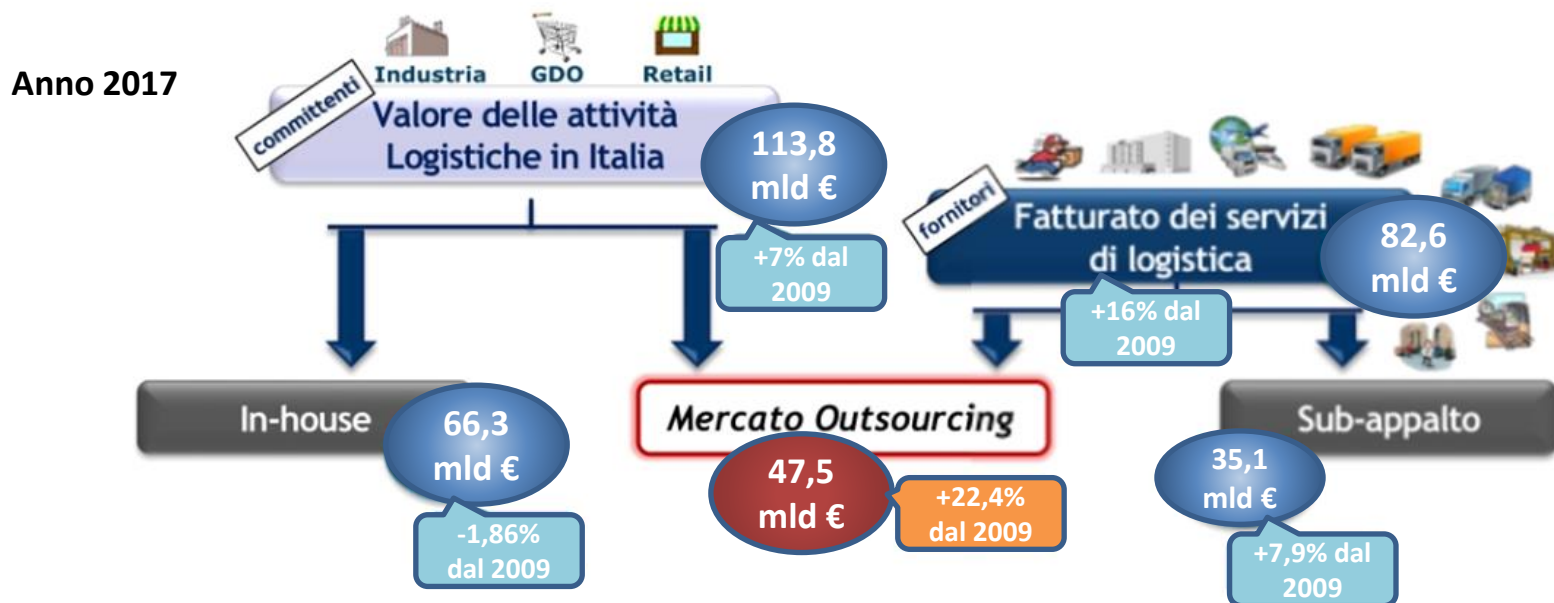 Anno 2017
Industria GDO Retail
committenti
Valore delle attività
Logistiche in Italia
113,8
mld €
+7% dal
2009
fornitori
Fatturato dei servizi
di logistica
82,6
mld €
+16% dal
2009
In-house
66,3
mld €
-1,86%
dal 2009
Mercato Outsourcing
47,5
mld €
+22,4%
dal 2009
Sub-appalto
35,1
mld €
+7,9% dal
2009